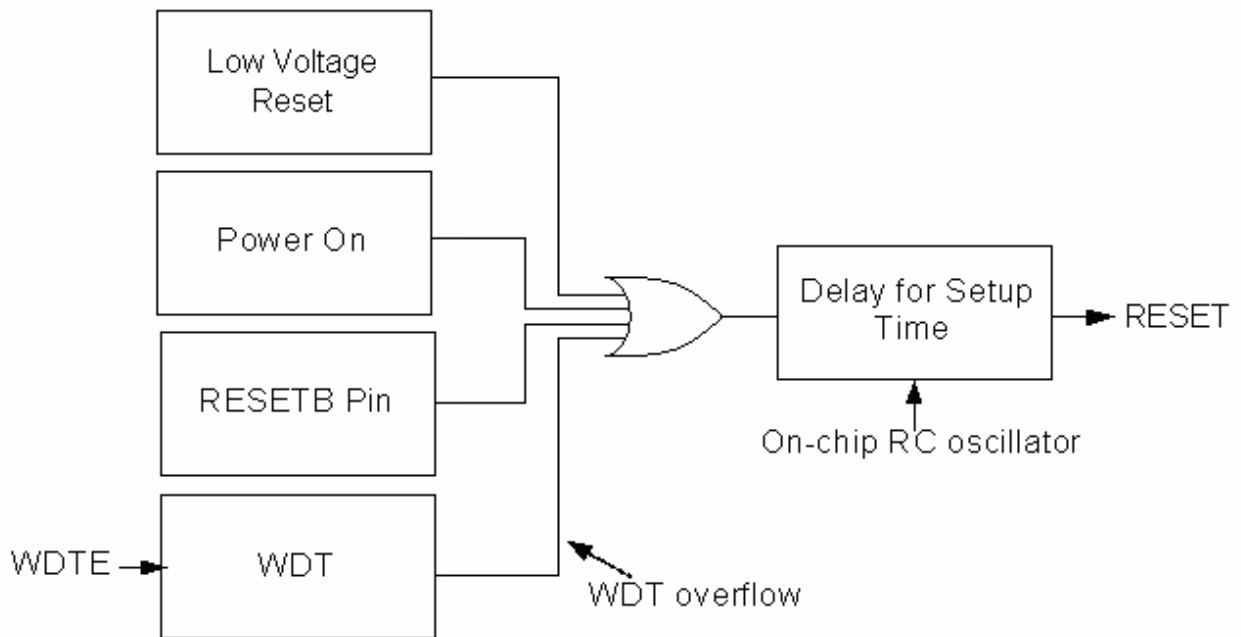 Low Voltage
Reset
Power On
RESETB Pin
WDTE
WDT
WDT overflow
Delay for Setup
Time
On-chip RC oscillator
RESET